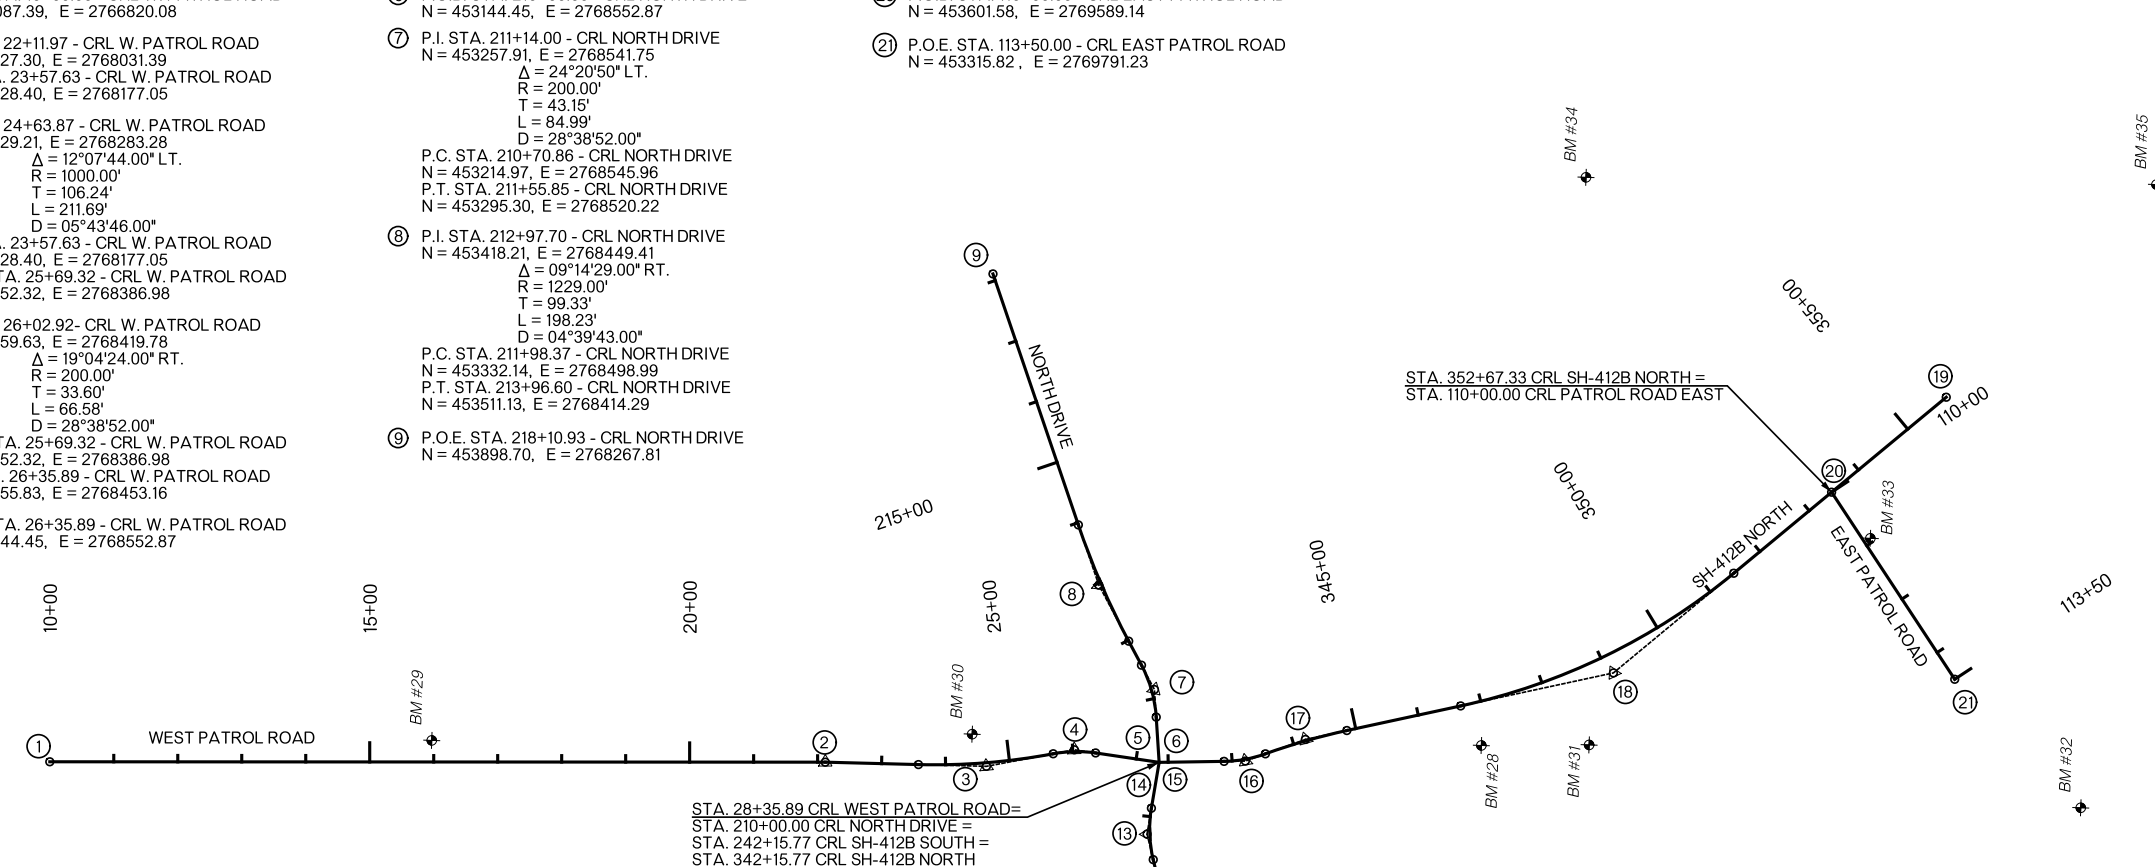 087.39, E = 2766820.08
22+11.97 - CRL W. PATROL ROAD
27.30, E = 2768031.39
. 23+57.63 - CRL W. PATROL ROAD
28.40, E = 2768177.05
24+63.87 - CRL W. PATROL ROAD
29.21, E = 2768283.28
Δ = 12°07'44.00" LT.
R = 1000.00'
T = 106.24'
L = 211.69'
D = 05°43'46.00"
. 23+57.63 - CRL W. PATROL ROAD
28.40, E = 2768177.05
TA. 25+69.32 - CRL W. PATROL ROAD
52.32, E = 2768386.98
26+02.92- CRL W. PATROL ROAD
59.63, E = 2768419.78
Δ = 19°04'24.00" RT.
R = 200.00'
T = 33.60'
L = 66.58'
D = 28°38'52.00"
TA. 25+69.32 - CRL W. PATROL ROAD
52.32, E = 2768386.98
. 26+35.89 - CRL W. PATROL ROAD
55.83, E = 2768453.16
TA. 26+35.89 - CRL W. PATROL ROAD
44.45, E = 2768552.87
N = 453144.45, E = 2768552.87
7 P.I. STA. 211+14.00 - CRL NORTH DRIVE
N = 453257.91, E = 2768541.75
Δ = 24°20'50" LT.
R = 200.00'
T = 43.15'
L = 84.99'
D = 28°38'52.00"
P.C. STA. 210+70.86 - CRL NORTH DRIVE
N = 453214.97, E = 2768545.96
P.T. STA. 211+55.85 - CRL NORTH DRIVE
N = 453295.30, E = 2768520.22
8 P.I. STA. 212+97.70 - CRL NORTH DRIVE
N = 453418.21, E = 2768449.41
Δ = 09°14'29.00" RT.
R = 1229.00'
T = 99.33'
L = 198.23'
D = 04°39'43.00"
P.C. STA. 211+98.37 - CRL NORTH DRIVE
N = 453332.14, E = 2768498.99
P.T. STA. 213+96.60 - CRL NORTH DRIVE
N = 453511.13, E = 2768414.29
9 P.O.E. STA. 218+10.93 - CRL NORTH DRIVE
N = 453898.70, E = 2768267.81
N = 453601.58, E = 2769589.14
21 P.O.E. STA. 113+50.00 - CRL EAST PATROL ROAD
N = 453315.82 , E = 2769791.23
BM #34
BM #35
9
NORTH DRIVE
355+00
STA. 352+67.33 CRL SH-412B NORTH =
STA. 110+00.00 CRL PATROL ROAD EAST
19
110+00
20
BM #33
350+00
215+00
SH-412B NORTH
EAST PATROL ROAD
345+00
10+00
15+00
20+00
25+00
8
113+50
BM #29
BM #30
7
18
21
1
WEST PATROL ROAD
2
3
4
5
6
17
14
15
16
BM #28
BM #31
BM #32
STA. 28+35.89 CRL WEST PATROL ROAD=
STA. 210+00.00 CRL NORTH DRIVE =
STA. 242+15.77 CRL SH-412B SOUTH =
STA. 342+15.77 CRL SH-412B NORTH
13